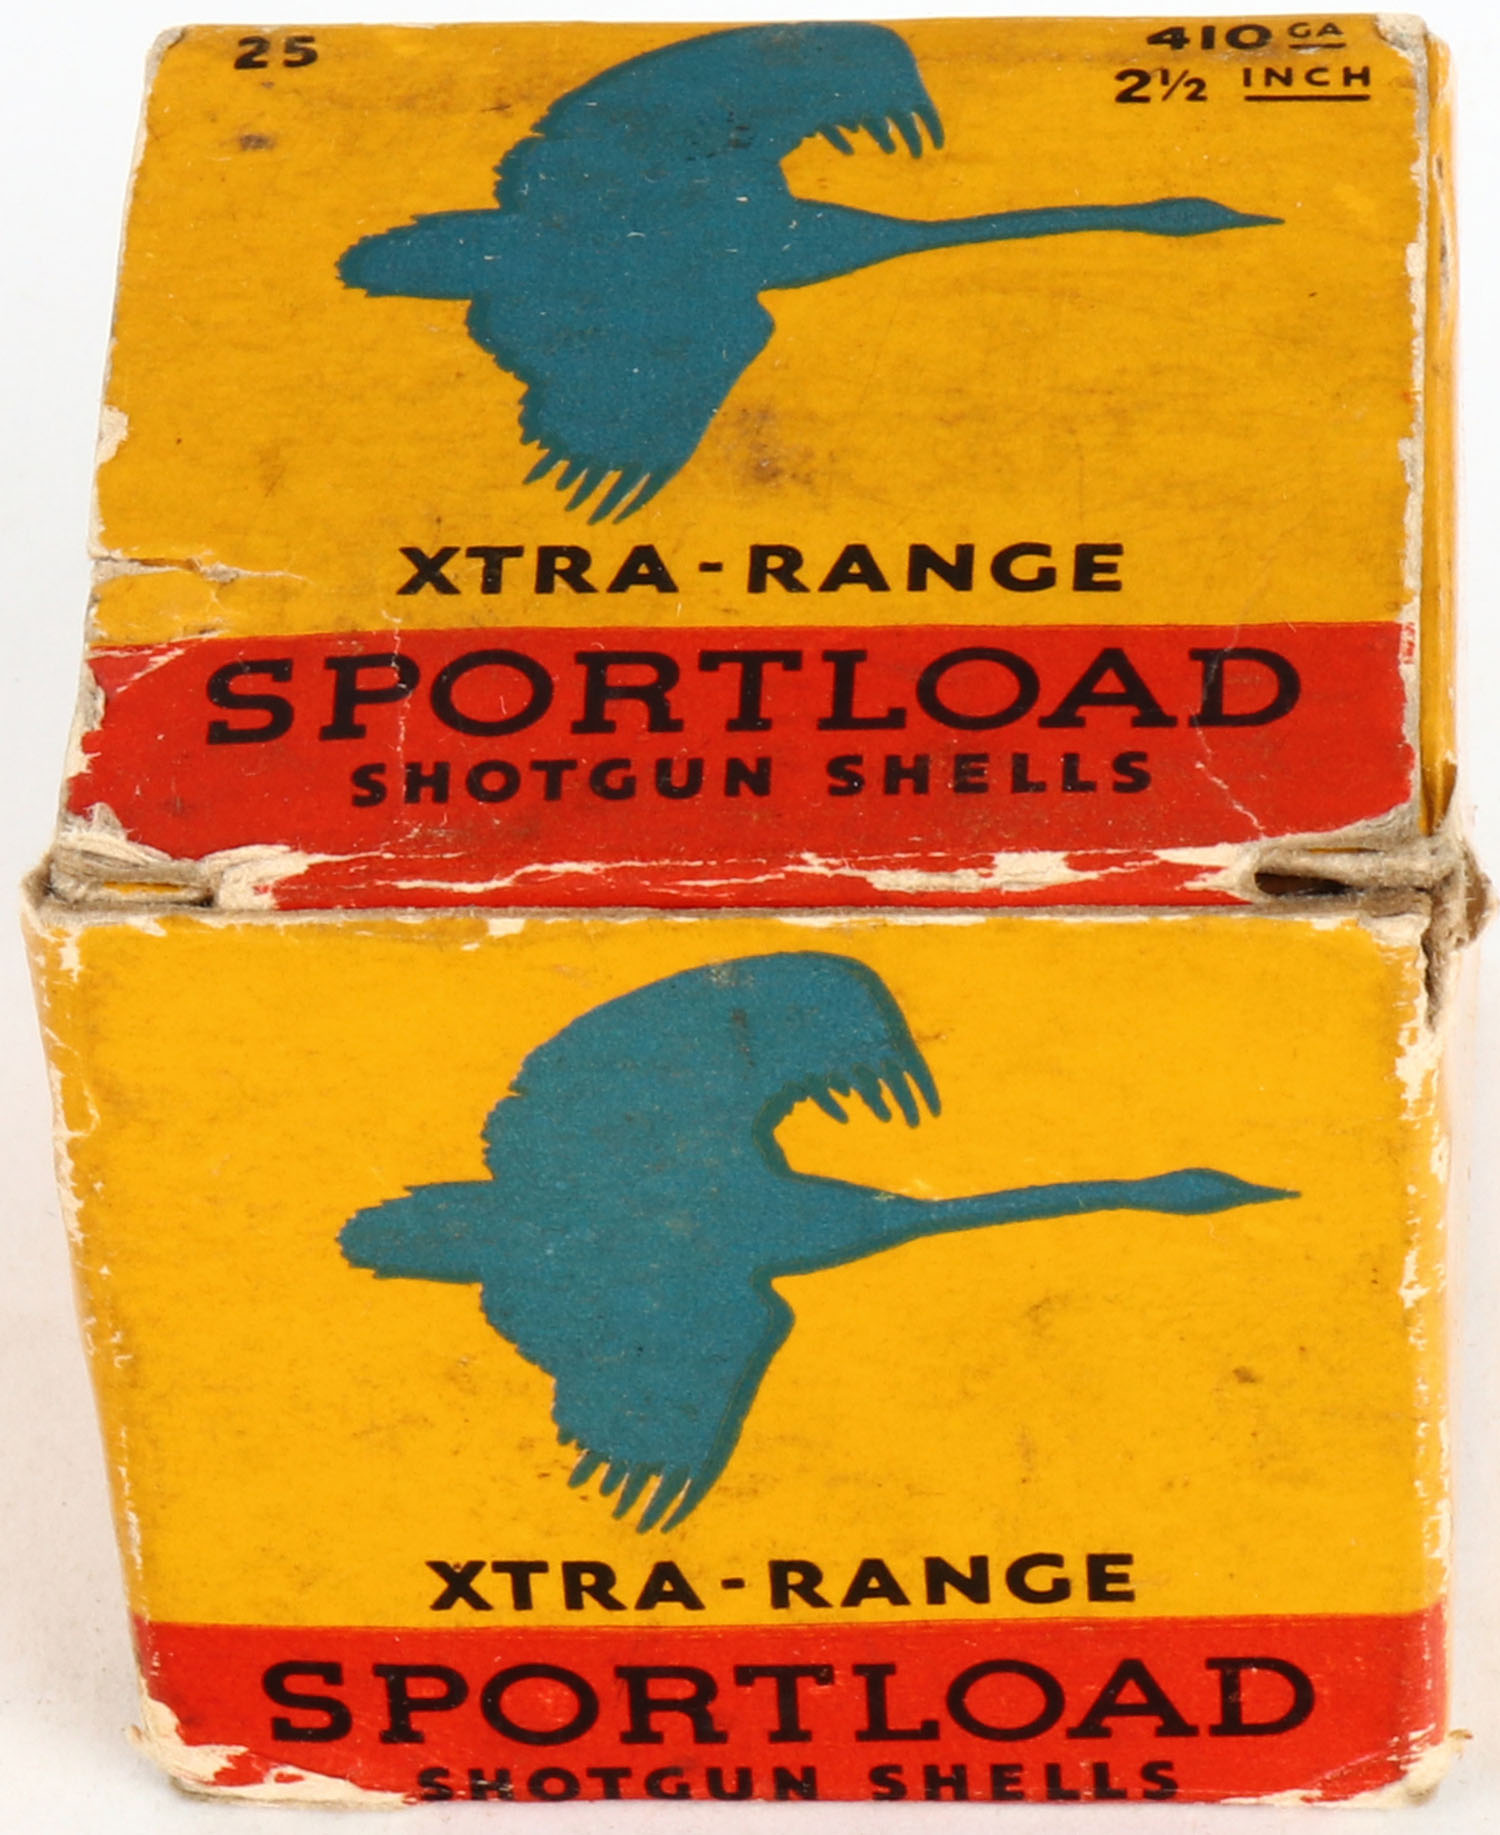 25
410 GA
2½ INCH
XTRA-RANGE
SPORTLOAD
SHOTGUN SHELLS
XTRA-RANGE
SPORTLOAD
SHOTGUN SHELLS